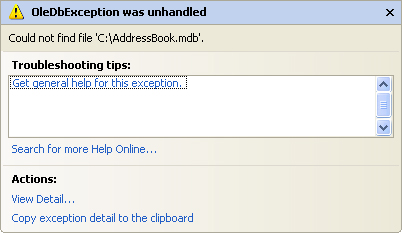 OleDbException was unhandled
Could not find file 'C:\AddressBook.mdb'.
Troubleshooting tips:
Get general help for this exception.
Search for more Help Online...
Actions:
View Detail...
Copy exception detail to the clipboard